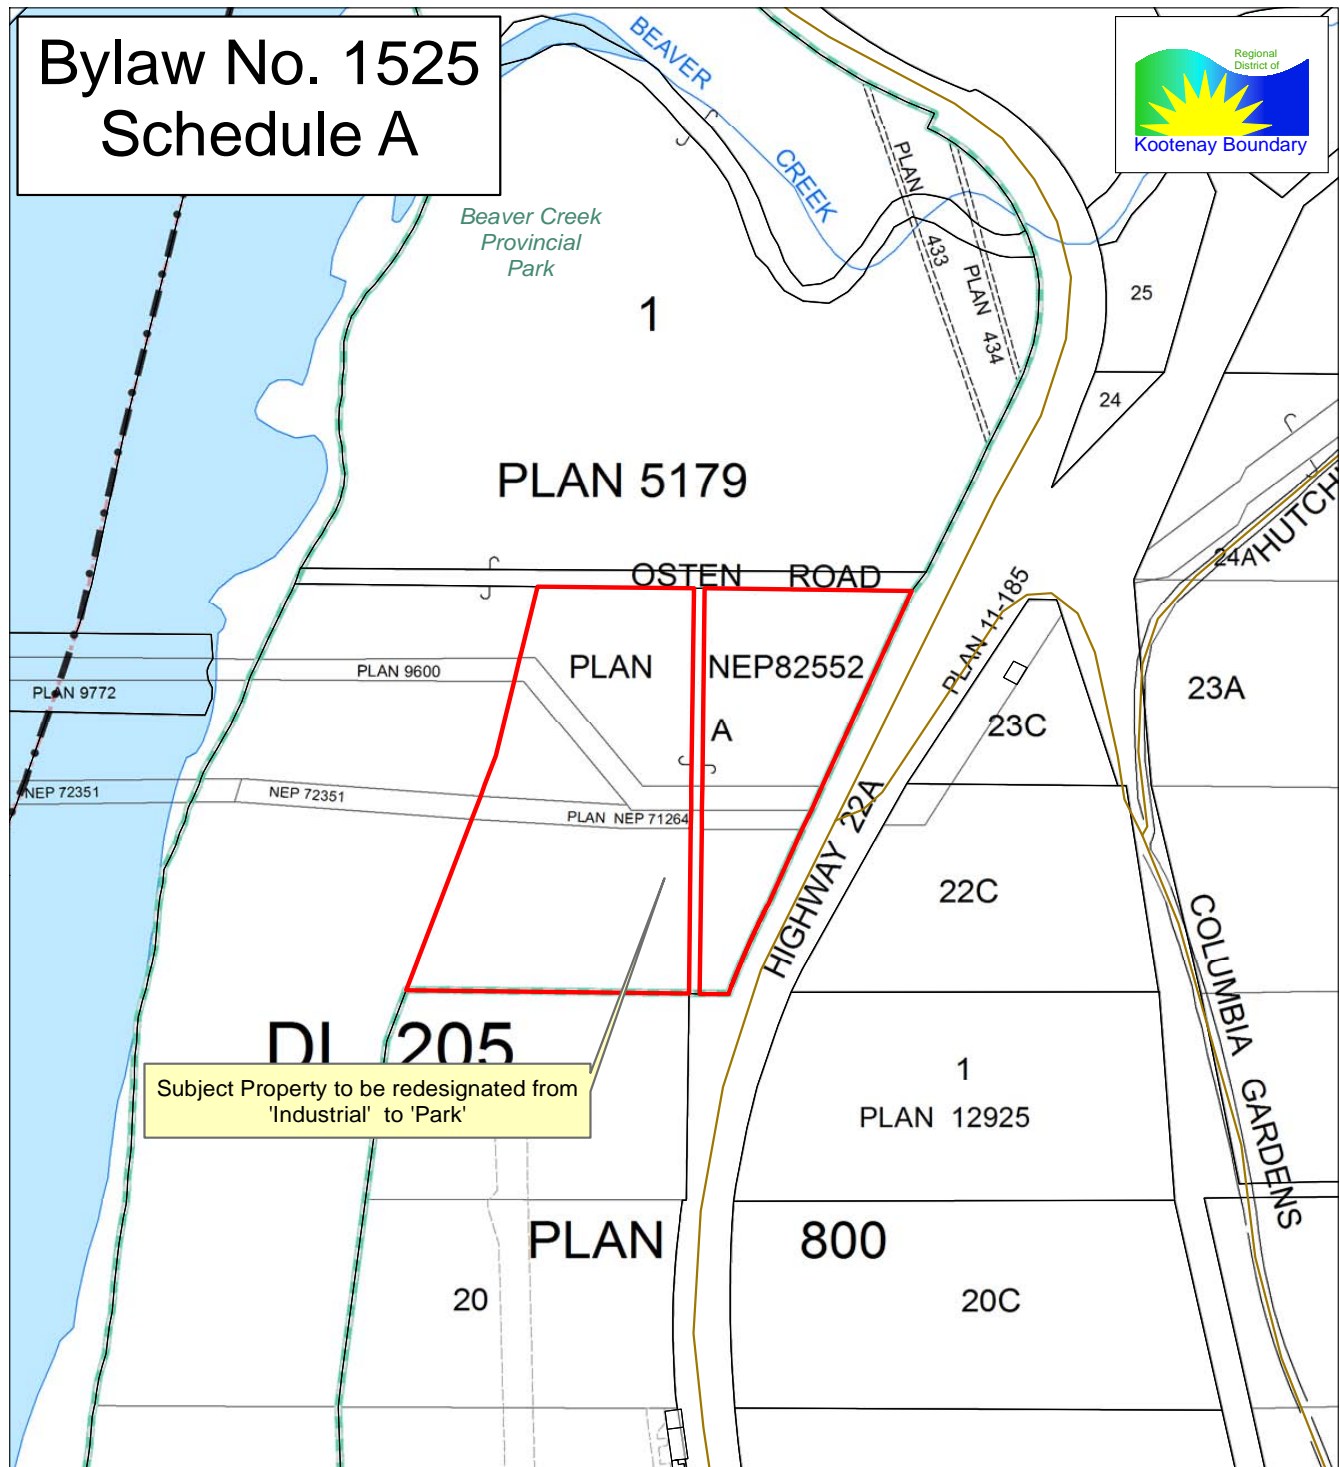 Bylaw No. 1525
Schedule A
Regional
District of
Kootenay Boundary
BEAVER
CREEK
Beaver Creek
Provincial
Park
1
PLAN 433
PLAN 434
25
24
PLAN 5179
24A
HUTCHI
OSTEN ROAD
PLAN 11-185
PLAN NEP82552
PLAN 9600
PLAN 9772
23A
23C
A
NEP 72351
NEP 72351
PLAN NEP 71264
HIGHWAY 22A
22C
COLUMBIA GARDENS
DL 205
Subject Property to be redesignated from
'Industrial' to 'Park'
1
PLAN 12925
PLAN 800
20
20C